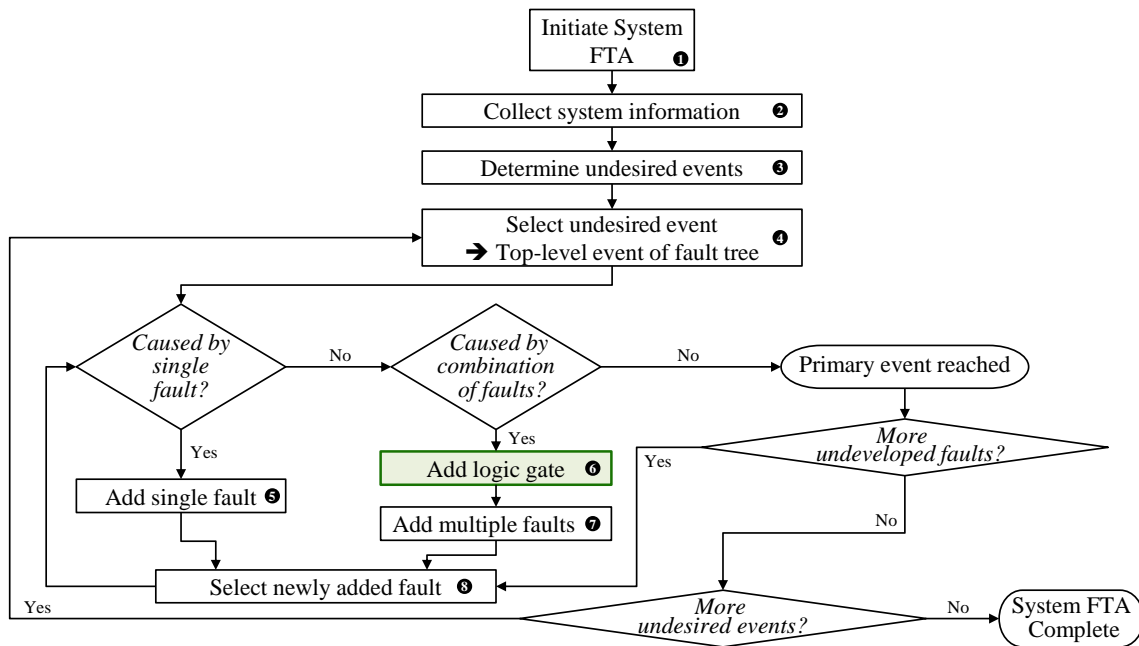 Initiate System
FTA ❶
Collect system information ❷
Determine undesired events ❸
Select undesired event
➔ Top-level event of fault tree ❹
Caused by
single
fault?
No
Caused by
combination
of faults?
No
Primary event reached
Yes
Yes
More
undeveloped faults?
Yes
Add logic gate ❻
Add single fault ❺
Add multiple faults ❼
No
Select newly added fault ❽
Yes
More
undesired events?
No
System FTA
Complete